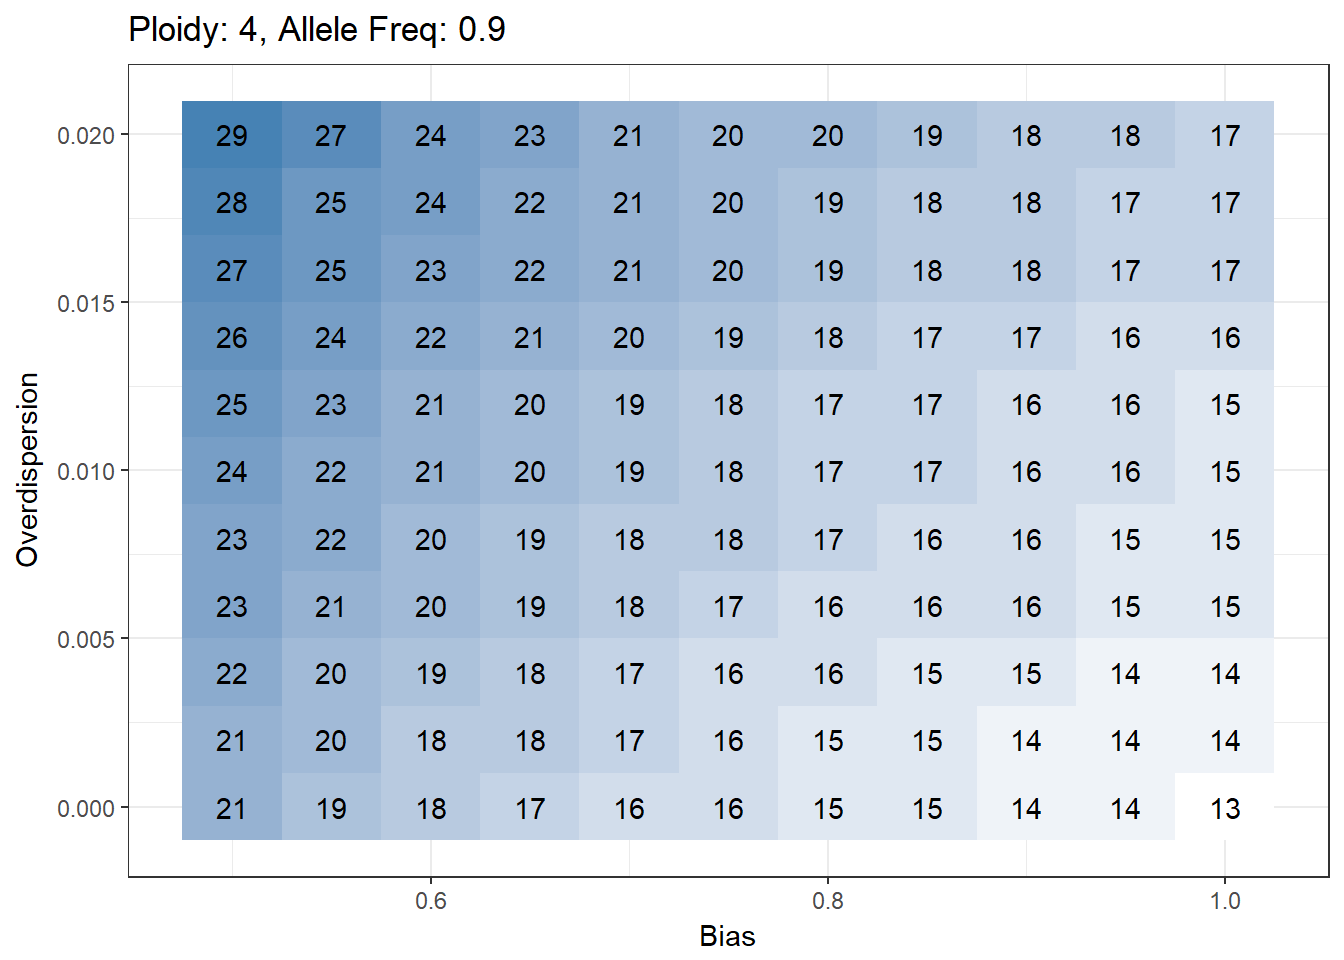 Ploidy: 4, Allele Freq: 0.9
0.020 29 27 24 23 21 20 20 19 18 18 17
28 25 24 22 21 20 19 18 18 17 17
27 25 23 22 21 20 19 18 18 17 17
0.015
26 24 22 21 20 19 18 17 17 16 16
25 23 21 20 19 18 17 17 16 16 15
0.010 24 22 21 20 19 18 17 17 16 16 15
23 22 20 19 18 18 17 16 16 15 15
23 21 20 19 18 17 16 16 16 15 15
0.005
22 20 19 18 17 16 16 15 15 14 14
21 20 18 18 17 16 15 15 14 14 14
0.000 21 19 18 17 16 16 15 15 14 14 13
0.6 0.8 1.0
Bias
Overdispersion